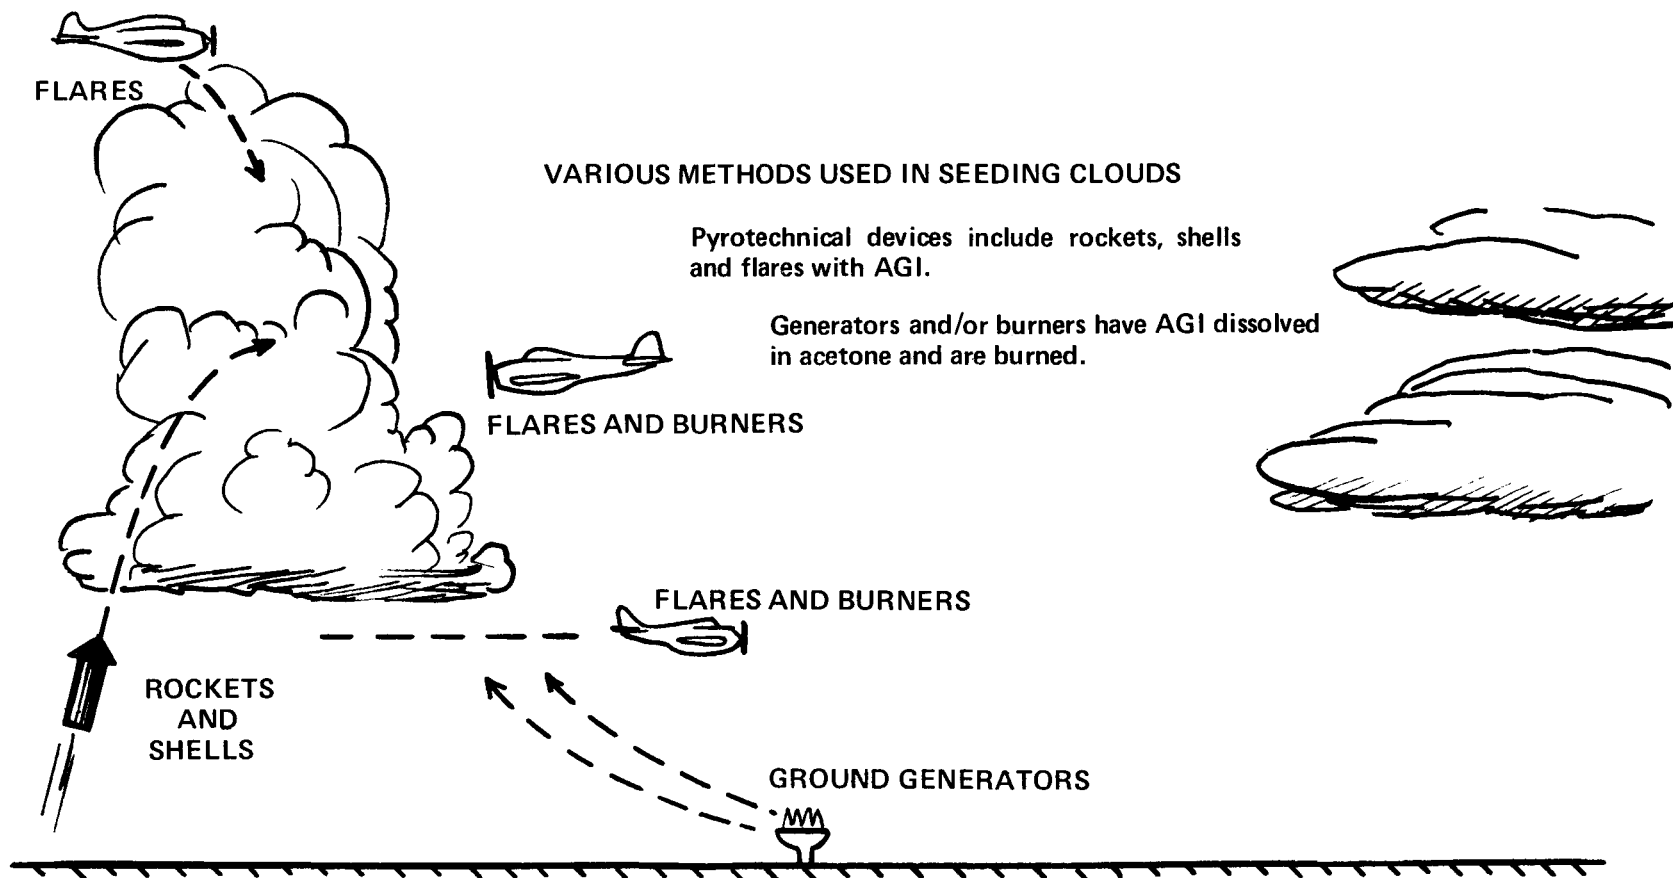 FLARES
VARIOUS METHODS USED IN SEEDING CLOUDS
Pyrotechnical devices include rockets, shells
and flares with AGI.
Generators and/or burners have AGI dissolved
in acetone and are burned.
FLARES AND BURNERS
FLARES AND BURNERS
ROCKETS
AND
SHELLS
GROUND GENERATORS